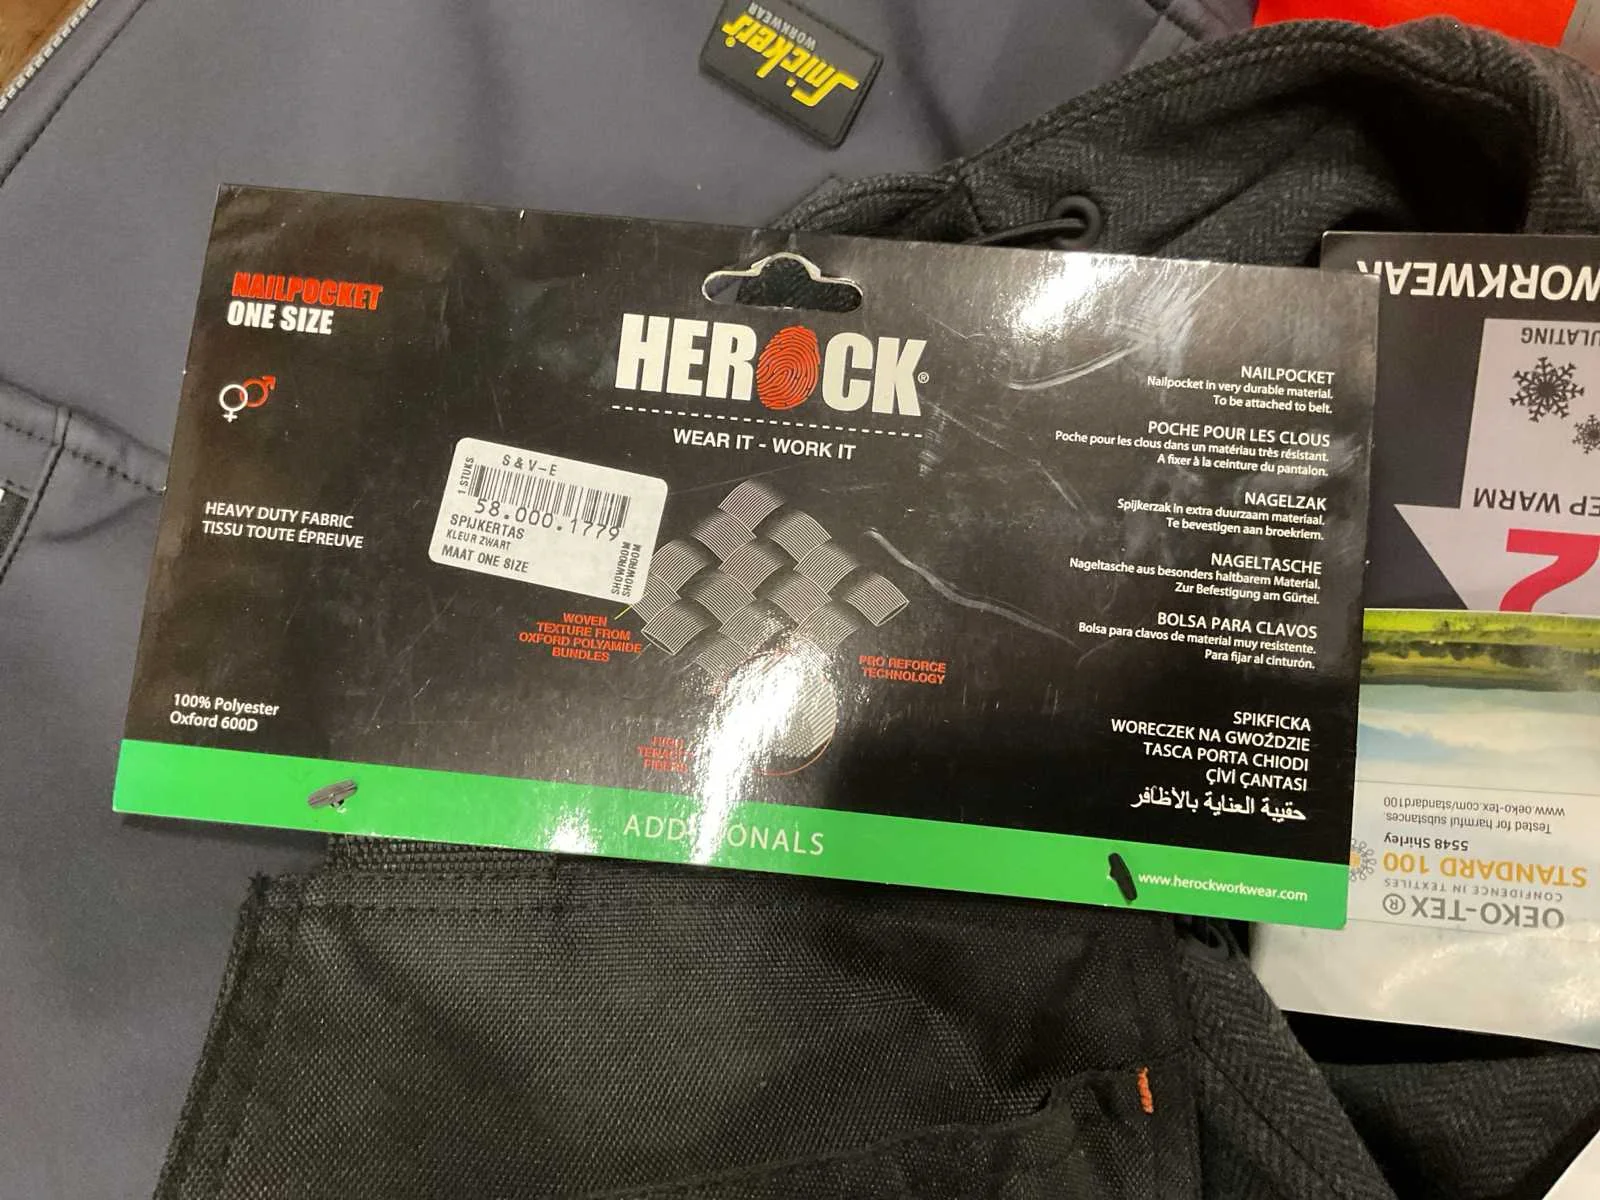 Snickers®
WORKWEAR
NAILPOCKET
ONE SIZE
HEROCK®
WEAR IT - WORK IT
HEAVY DUTY FABRIC
TISSU TOUTE ÉPREUVE
100% Polyester
Oxford 600D
S & V-E
1 STUKS
58.000.1779
SPIJKERTAS
KLEUR ZWART
MAAT ONE SIZE
SHOWROOM
SHOWROOM
WOVEN
TEXTURE FROM
OXFORD POLYAMIDE
BUNDLES
PRO REFORCE
TECHNOLOGY
HIGH
TENACITY
FIBERS
NAILPOCKET
Nailpocket in very durable material.
To be attached to belt.
POCHE POUR LES CLOUS
Poche pour les clous dans un matériau très résistant.
A fixer à la ceinture du pantalon.
NAGELZAK
Spijkerzak in extra duurzaam materiaal.
Te bevestigen aan broekriem.
NAGELTASCHE
Nageltasche aus besonders haltbarem Material.
Zur Befestigung am Gürtel.
BOLSA PARA CLAVOS
Bolsa para clavos de material muy resistente.
Para fijar al cinturón.
SPIKFICKA
WORECZEK NA GWOŹDZIE
TASCA PORTA CHIODI
ÇİVİ ÇANTASI
حقيبة العناية بالأظافر
ADDITIONALS
www.herockworkwear.com
WORKWEAR
ULATING
EP WARM
2
OEKO-TEX®
CONFIDENCE IN TEXTILES
STANDARD 100
5548 Shirley
Tested for harmful substances.
www.oeko-tex.com/standard100